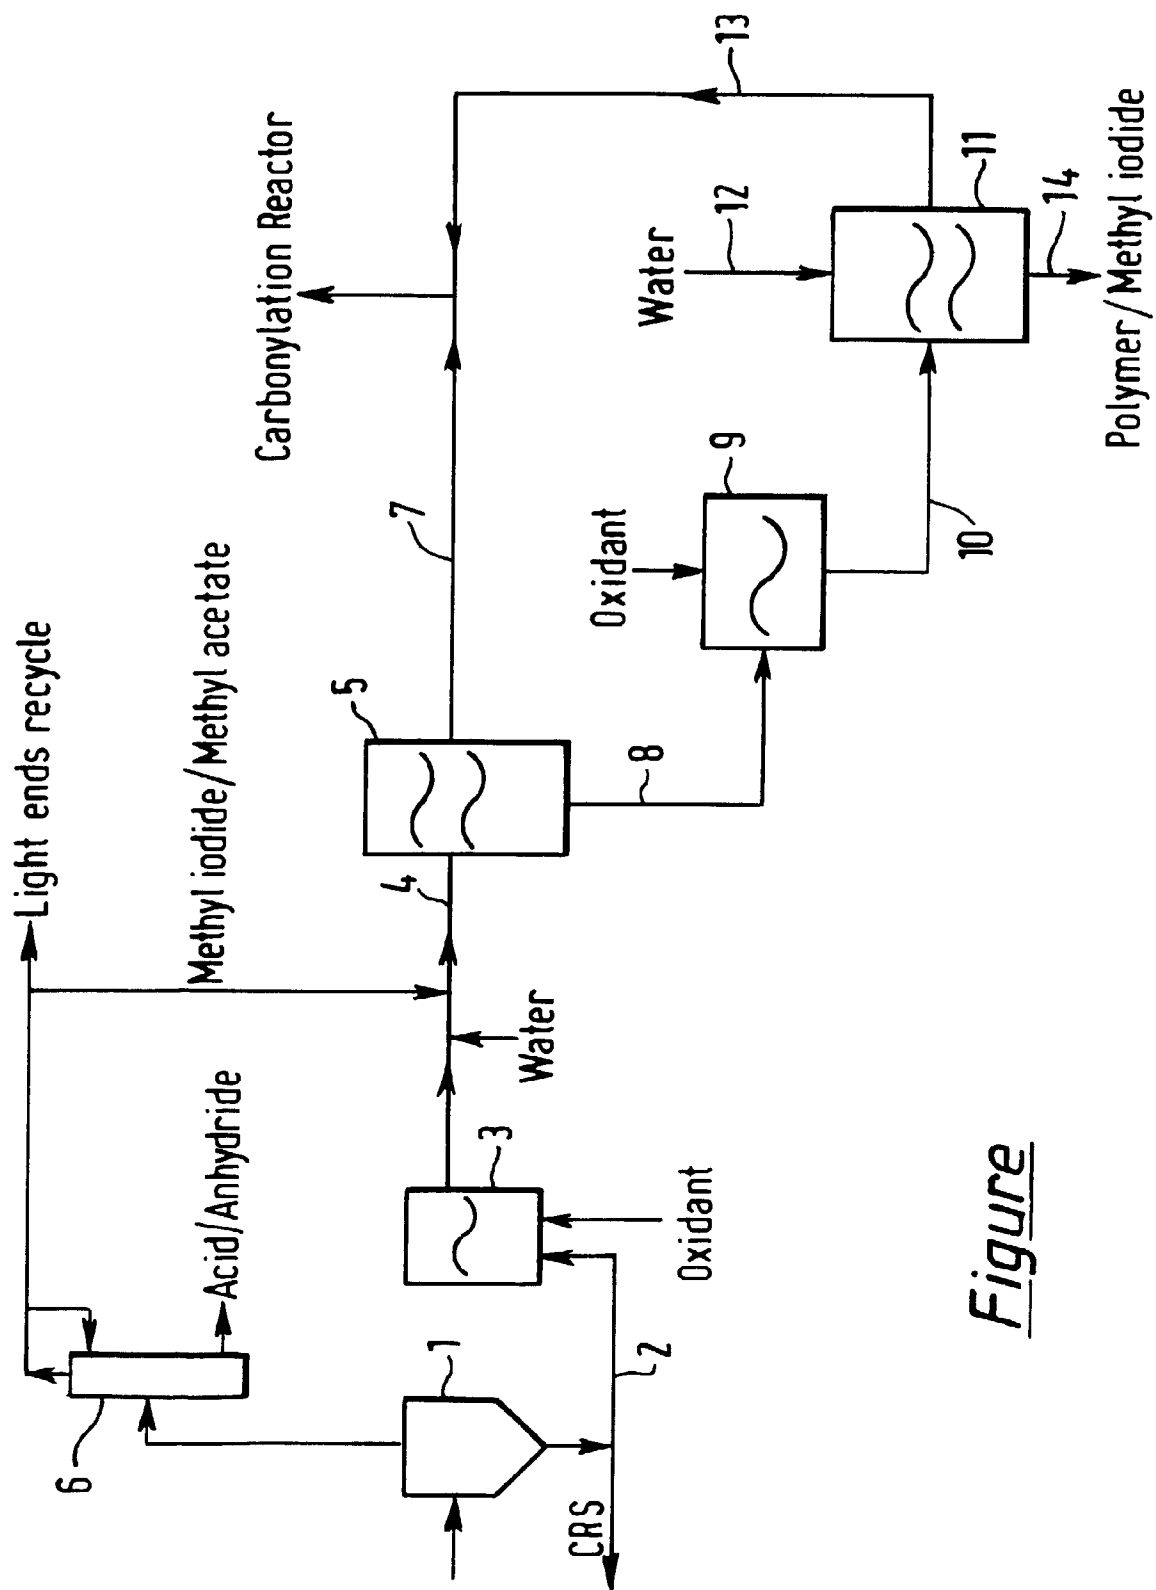 Light ends recycle
Methyl iodide/Methyl acetate
Carbonylation Reactor
Acid/Anhydride
6
1
CRS
2
3
Oxidant
Water
4
5
7
8
Oxidant
9
10
Water
12
11
13
14
Polymer/Methyl iodide
Figure